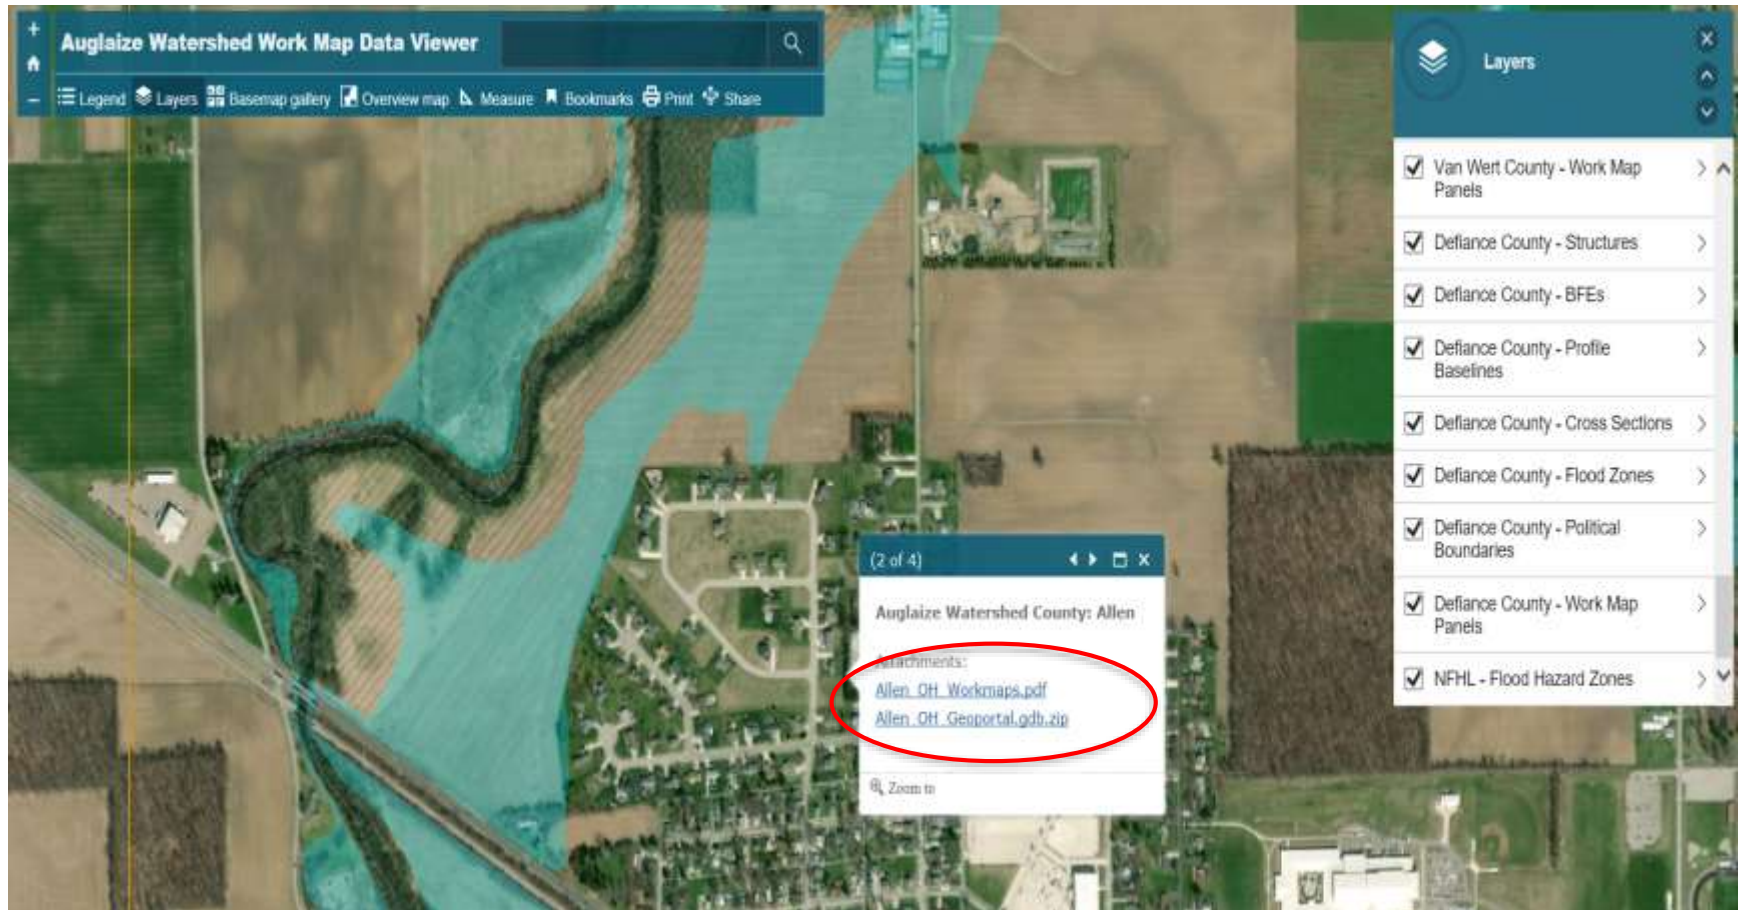 Auglaize Watershed Work Map Data Viewer
Legend Layers Basemap gallery Overview map Measure Bookmarks Print Share
Layers
Van Wert County - Work Map
Panels
Defiance County - Structures
Defiance County - BFEs
Defiance County - Profile
Baselines
Defiance County - Cross Sections
Defiance County - Flood Zones
Defiance County - Political
Boundaries
Defiance County - Work Map
Panels
NFHL - Flood Hazard Zones
(2 of 4)
Auglaize Watershed County: Allen
Attachments:
Allen_OH_Workmaps.pdf
Allen_OH_Geoportal.gdb.zip
Zoom to